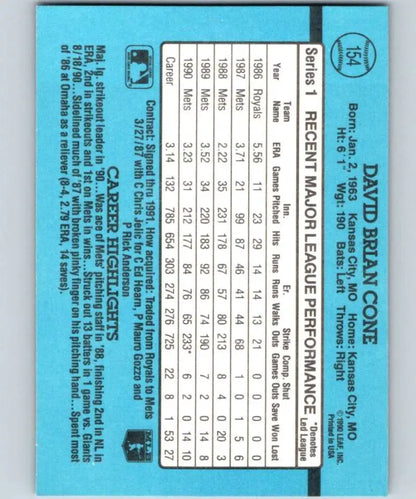 154
DAVID BRIAN CONE
Born: Jan. 2, 1963 Kansas City, MO Home: Kansas City, MO
Ht: 6'1" Wgt: 190 Bats: Left Throws: Right
© 1990 LEAF, INC.
Printed in USA
Series 1 RECENT MAJOR LEAGUE PERFORMANCE *Denotes Led League
Team Inn. Er. Strike Comp. Shut
Year Name ERA Games Pitched Hits Runs Runs Walks Outs Games Outs Save Won Lost
1986 Royals 5.56 11 23 29 14 14 13 21 0 0 0 0 0
1987 Mets 3.71 21 99 87 46 41 44 68 1 0 1 5 6
1988 Mets 2.22 35 231 178 67 57 80 213 8 4 0 20 3
1989 Mets 3.52 34 220 183 92 86 74 190 7 2 0 14 8
1990 Mets 3.23 31 212 177 84 76 65 233* 6 2 0 14 10
Career 3.14 132 785 654 303 274 276 725 22 8 1 53 27
Contract: Signed thru 1991. How acquired: Traded from Royals to Mets
3/27/87 with C Chris Jelic for C Ed Hearn, P Mauro Gozzo and
P Rick Anderson
MLB
CAREER HIGHLIGHTS
Maj. lg. strikeout leader in '90...Was ace of Mets' pitching staff in '88, finishing 2nd in NL in
ERA, 2nd in strikeouts and 1st on Mets in wins...Struck out 13 batters in 1 game vs. Giants
8/18/90...Sidelined much of '87 with broken pinky finger on his pitching hand...Spent most
of '86 at Omaha as a reliever (8-4, 2.79 ERA, 14 saves).